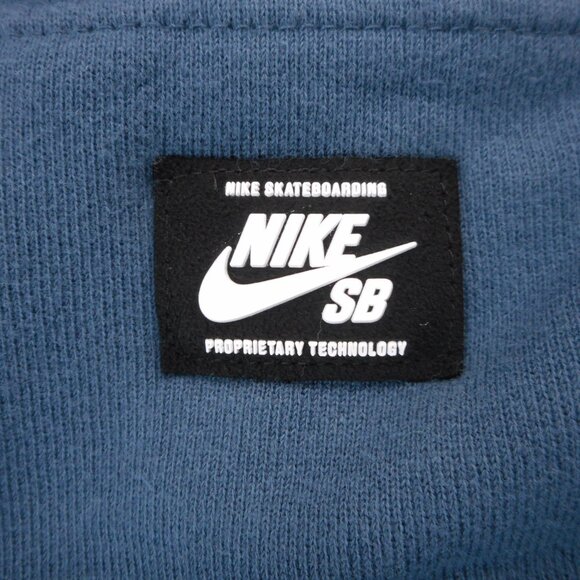 NIKE SKATEBOARDING
NIKE
SB
PROPRIETARY TECHNOLOGY